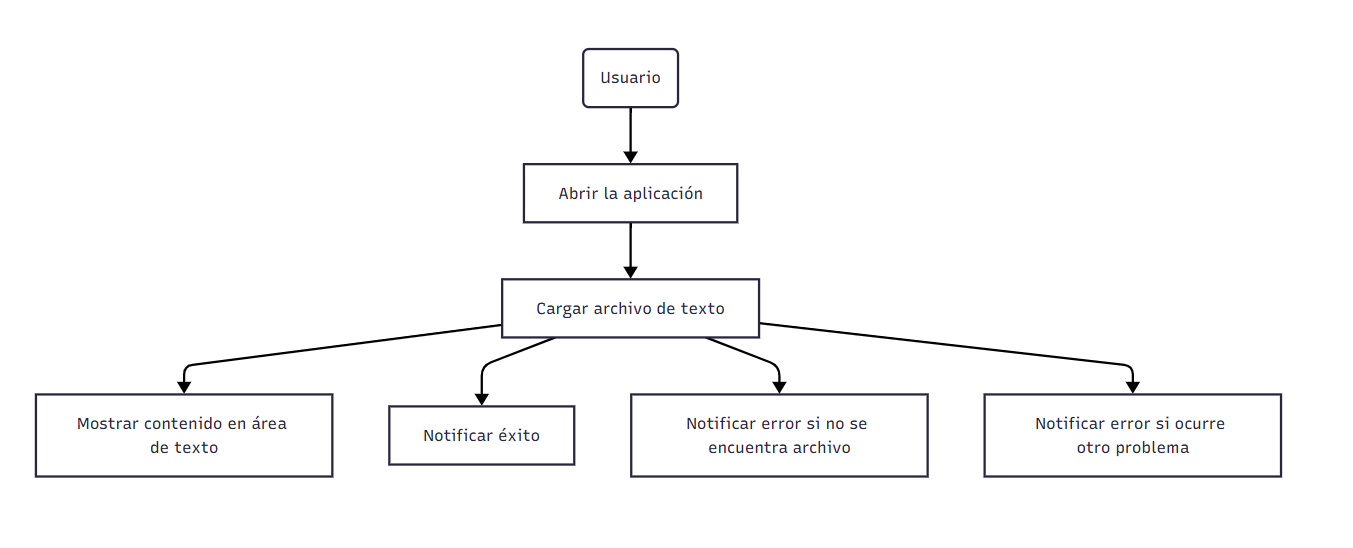 Usuario
Abrir la aplicación
Cargar archivo de texto
Mostrar contenido en área
de texto
Notificar éxito
Notificar error si no se
encuentra archivo
Notificar error si ocurre
otro problema